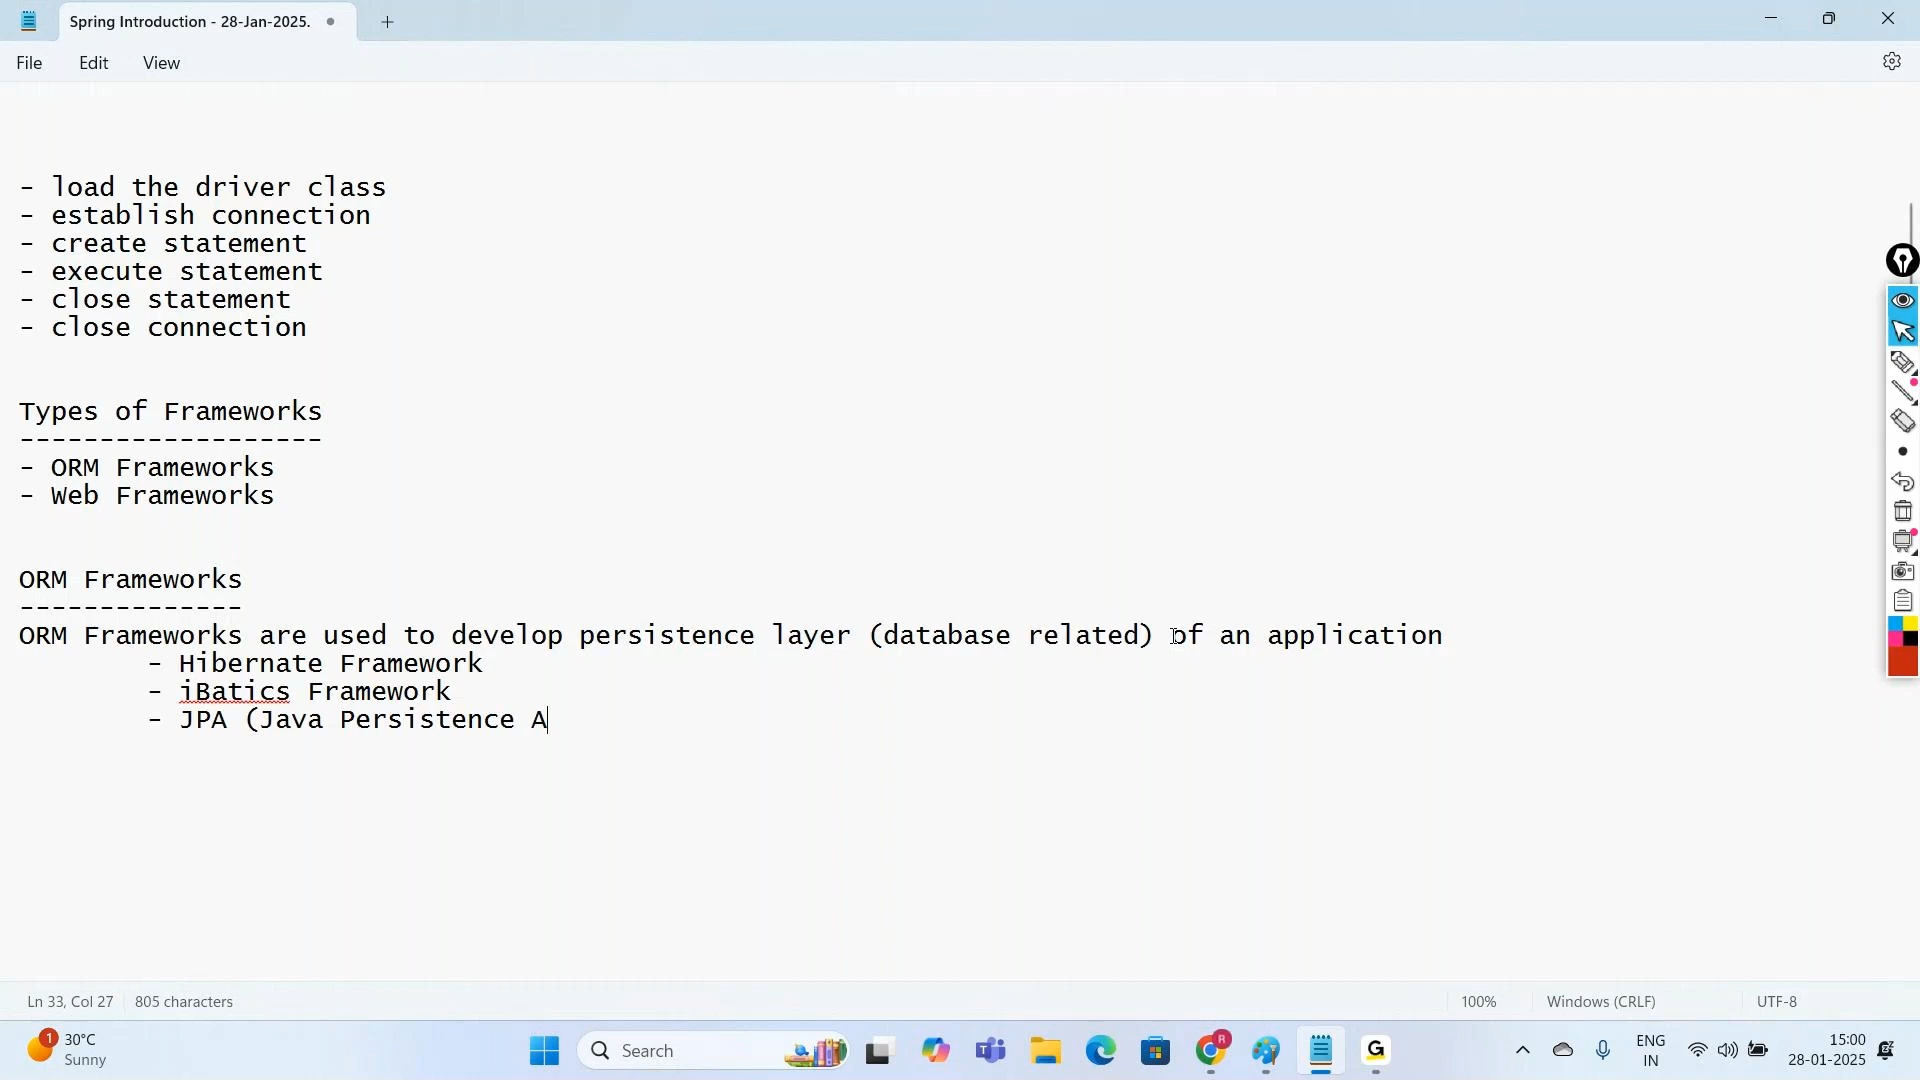 Spring Introduction - 28-Jan-2025.
File Edit View
- load the driver class
- establish connection
- create statement
- execute statement
- close statement
- close connection
Types of Frameworks
-------------------
- ORM Frameworks
- Web Frameworks
ORM Frameworks
--------------
ORM Frameworks are used to develop persistence layer (database related) of an application
- Hibernate Framework
- iBatics Framework
- JPA (Java Persistence A
Ln 33, Col 27 805 characters 100% Windows (CRLF) UTF-8
1 30°C Sunny Search R G ENG IN 15:00 28-01-2025